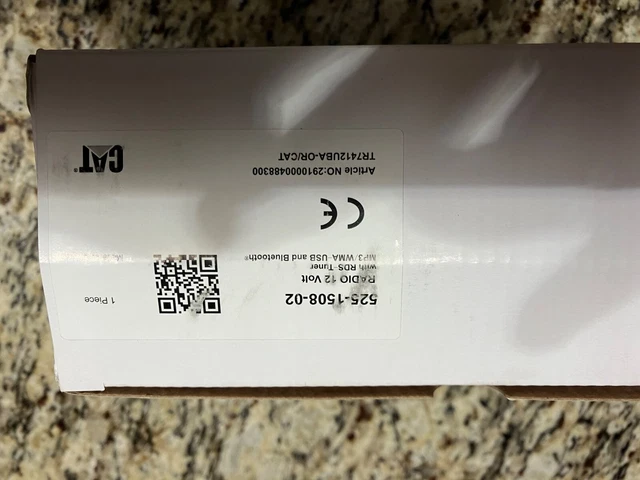 525-1508-02
RADIO 12 Volt
with RDS-Tuner
MP3/WMA-USB and Bluetooth®
1 Piece
CE
Article NO:2910000488300
TR7412UBA-OR/CAT
CAT®